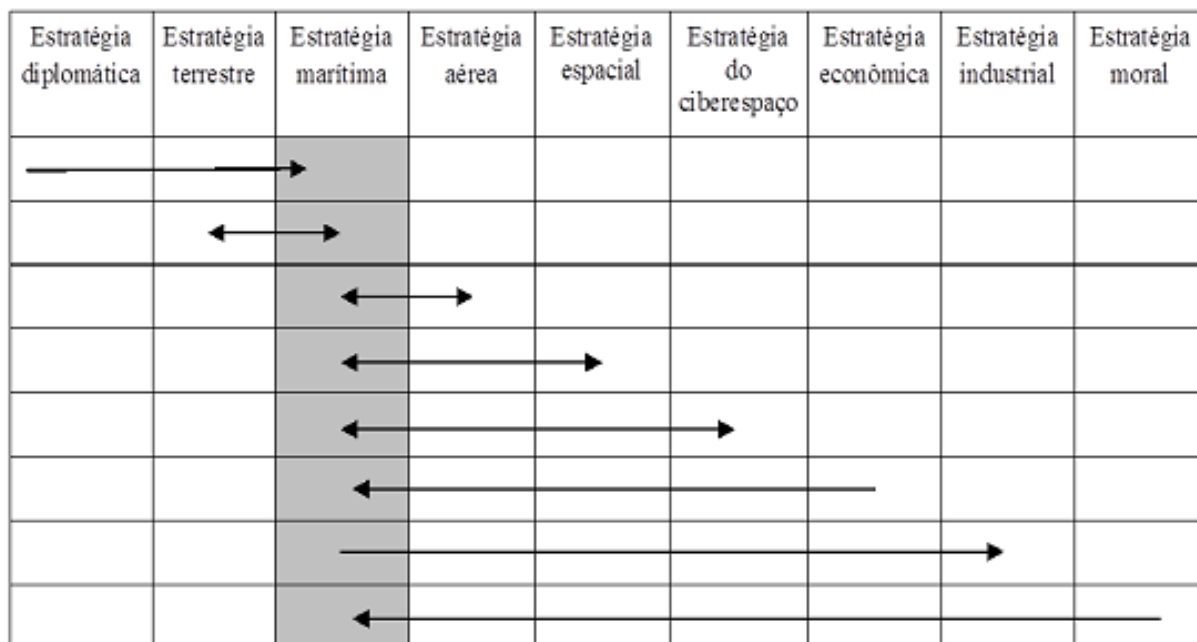 Estratégia diplomática
Estratégia terrestre
Estratégia marítima
Estratégia aérea
Estratégia espacial
Estratégia do ciberespaço
Estratégia econômica
Estratégia industrial
Estratégia moral